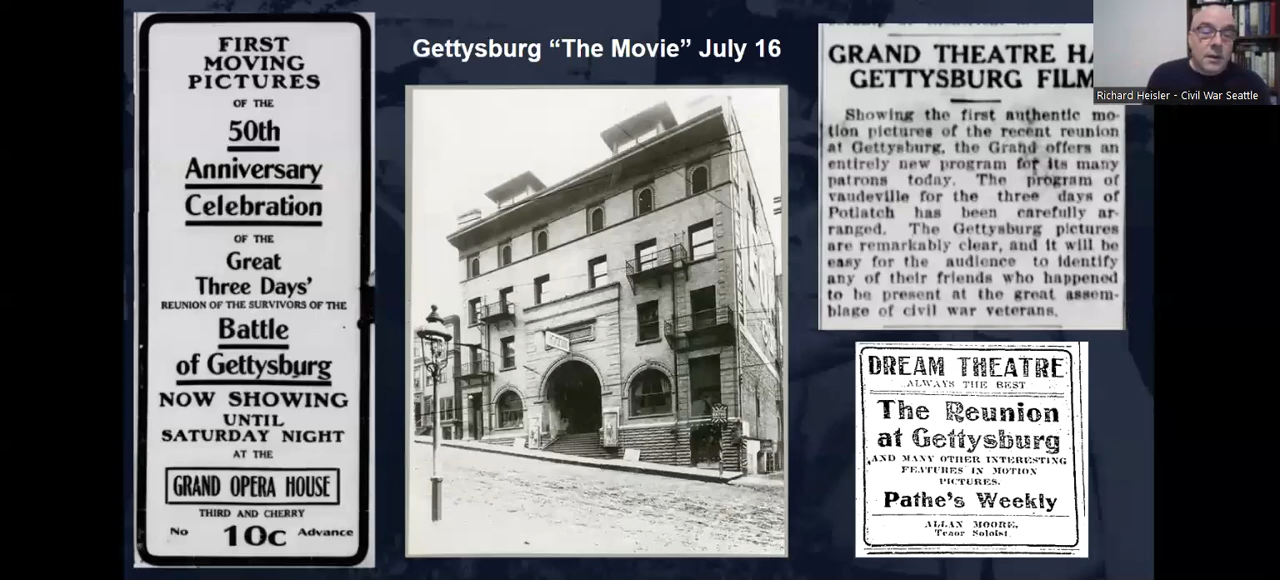 Gettysburg “The Movie” July 16
FIRST
MOVING
PICTURES
OF THE
50th
Anniversary
Celebration
OF THE
Great
Three Days’
REUNION OF THE SURVIVORS OF THE
Battle
of Gettysburg
NOW SHOWING
UNTIL
SATURDAY NIGHT
AT THE
GRAND OPERA HOUSE
THIRD AND CHERRY
No 10c Advance
GRAND THEATRE HA
GETTYSBURG FILM
Showing the first authentic mo-
tion pictures of the recent reunion
at Gettysburg, the Grand offers an
entirely new program for its many
patrons today. The program of
vaudeville for the three days of
Potlatch has been carefully ar-
ranged. The Gettysburg pictures
are remarkably clear, and it will be
easy for the audience to identify
any of their friends who happened
to be present at the great assem-
blage of civil war veterans.
DREAM THEATRE
ALWAYS THE BEST
The Reunion
at Gettysburg
AND MANY OTHER INTERESTING
FEATURES IN MOTION
PICTURES.
Pathe's Weekly
ALLAN MOORE,
Tenor Soloist.
Richard Heisler - Civil War Seattle